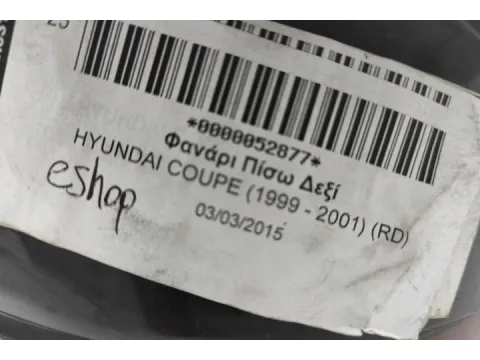 *0000052877*
Φανάρι Πίσω Δεξί
HYUNDAI COUPE (1999 - 2001) (RD)
eshop
03/03/2015